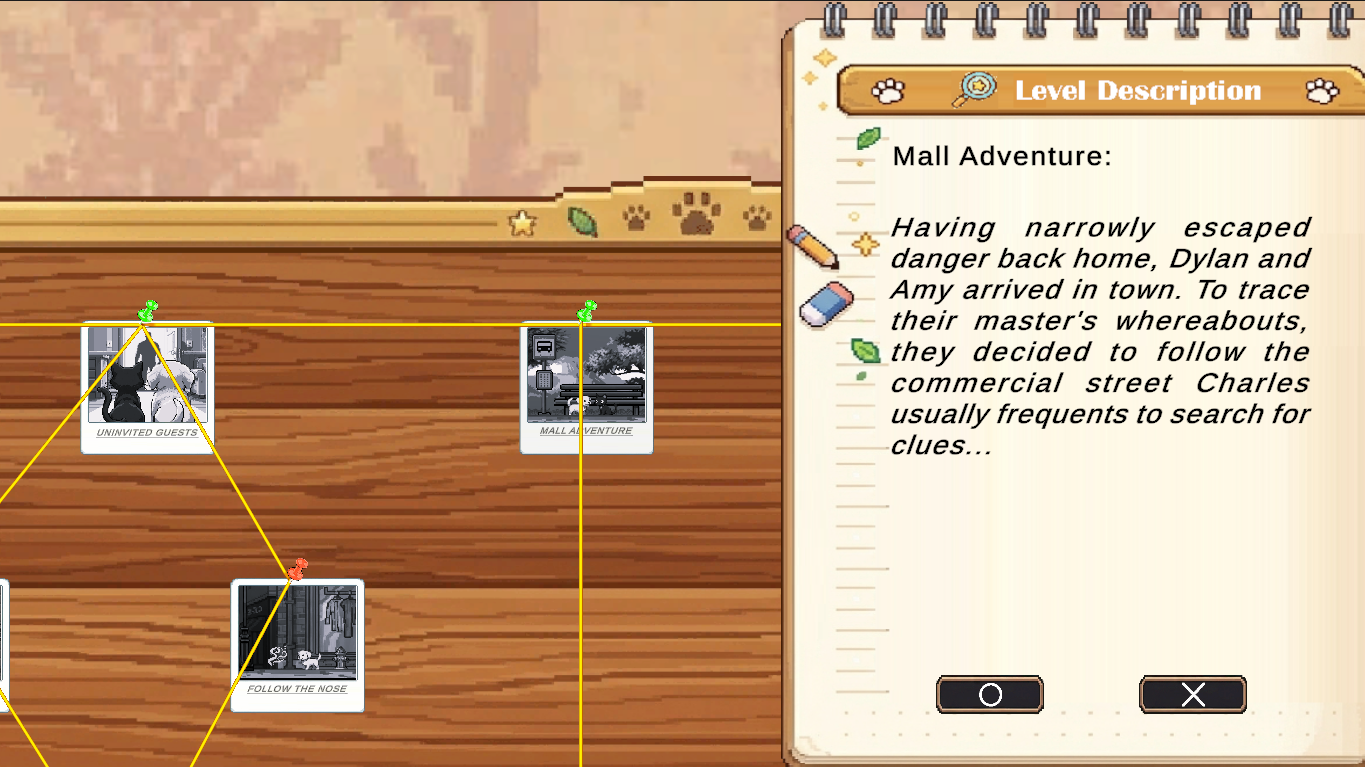 Level Description
Mall Adventure:
Having narrowly escaped
danger back home, Dylan and
Amy arrived in town. To trace
their master's whereabouts,
they decided to follow the
commercial street Charles
usually frequents to search for
clues...
UNINVITED GUESTS
MALL ADVENTURE
FOLLOW THE NOSE